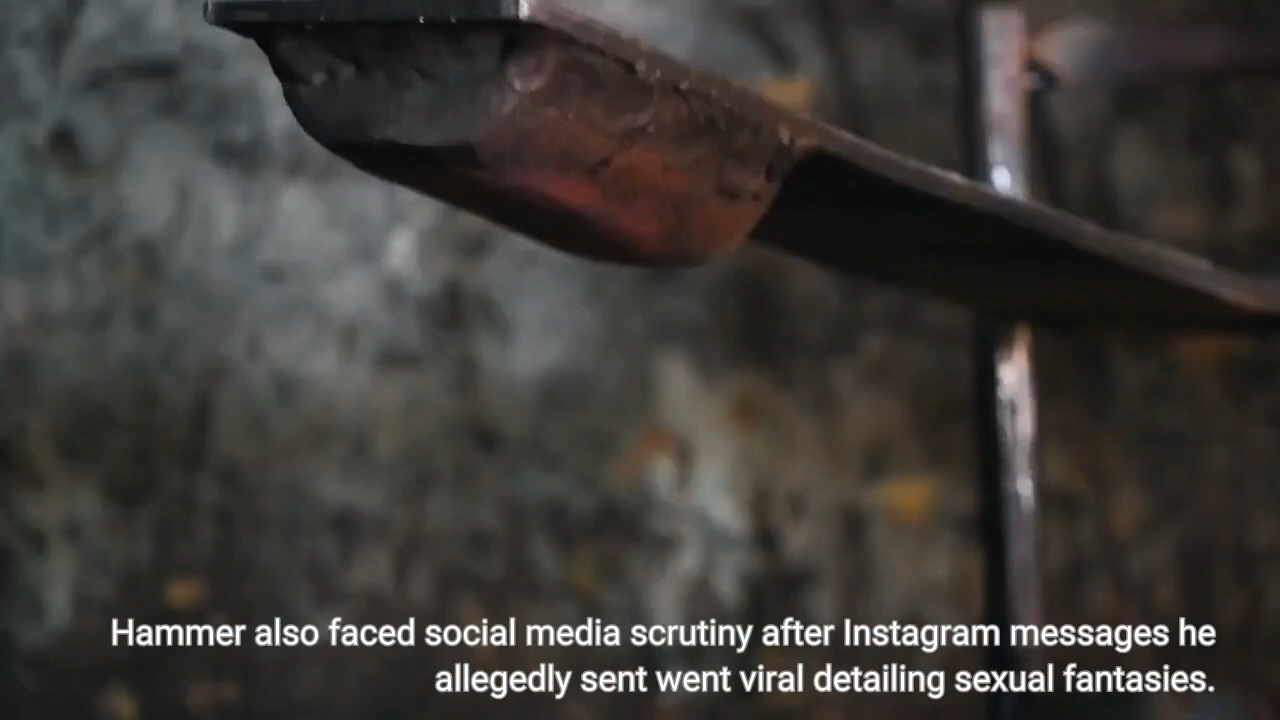 Hammer also faced social media scrutiny after Instagram messages he
allegedly sent went viral detailing sexual fantasies.